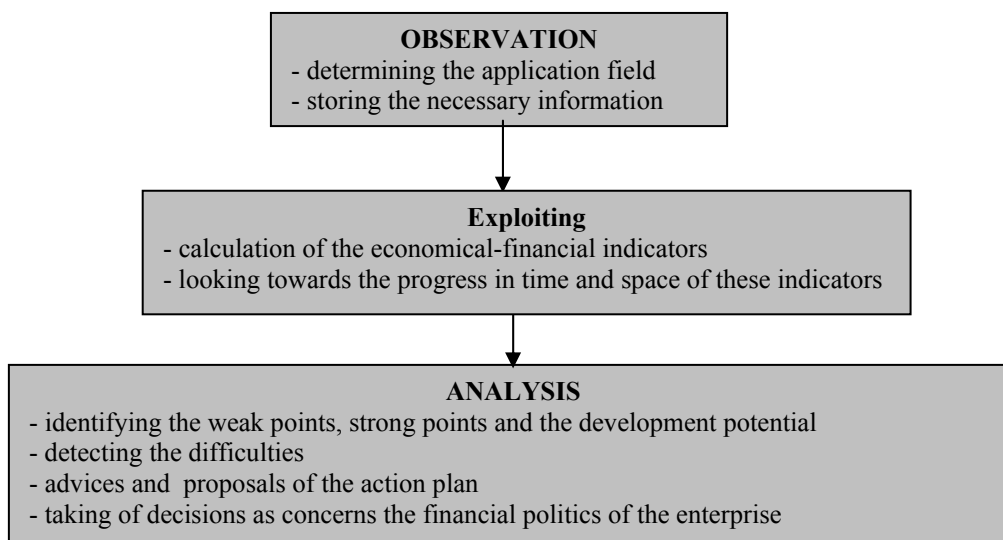 OBSERVATION
- determining the application field
- storing the necessary information
Exploiting
- calculation of the economical-financial indicators
- looking towards the progress in time and space of these indicators
ANALYSIS
- identifying the weak points, strong points and the development potential
- detecting the difficulties
- advices and  proposals of the action plan
- taking of decisions as concerns the financial politics of the enterprise